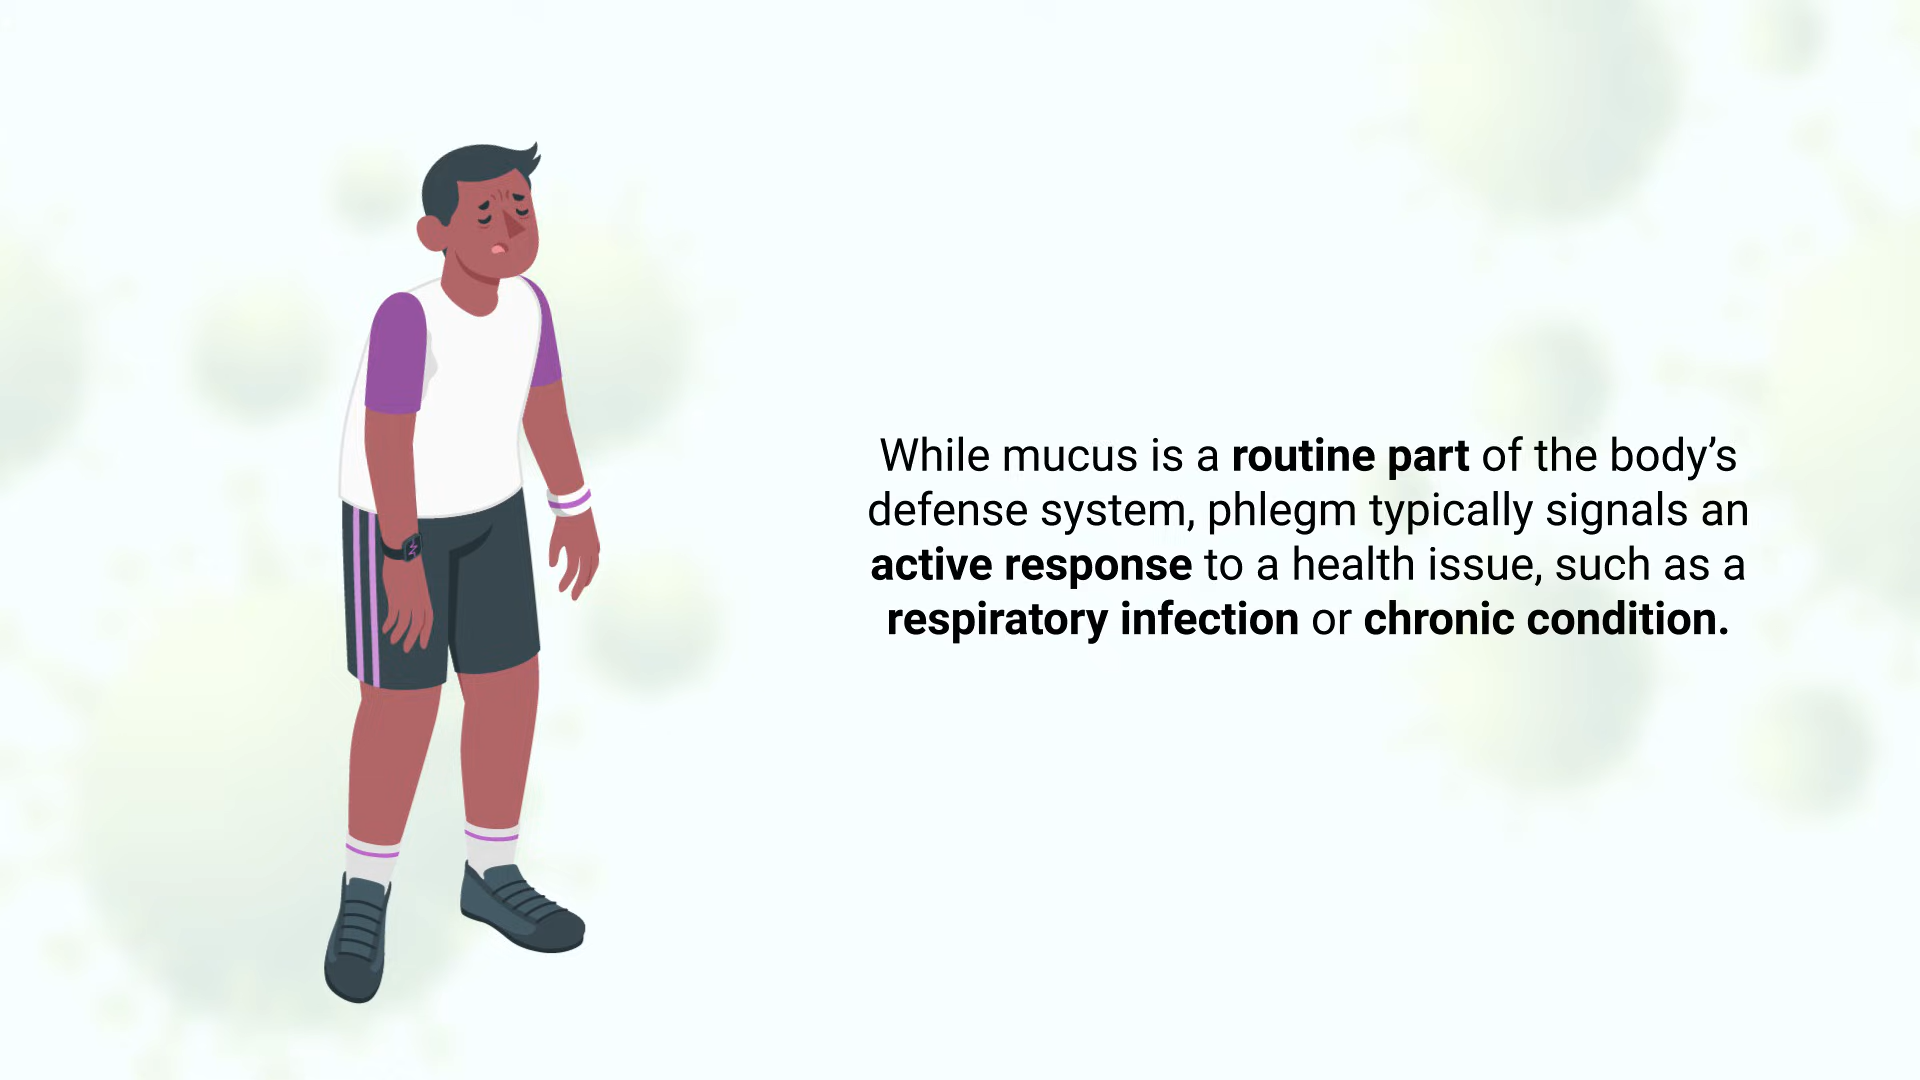 While mucus is a routine part of the body’s
defense system, phlegm typically signals an
active response to a health issue, such as a
respiratory infection or chronic condition.